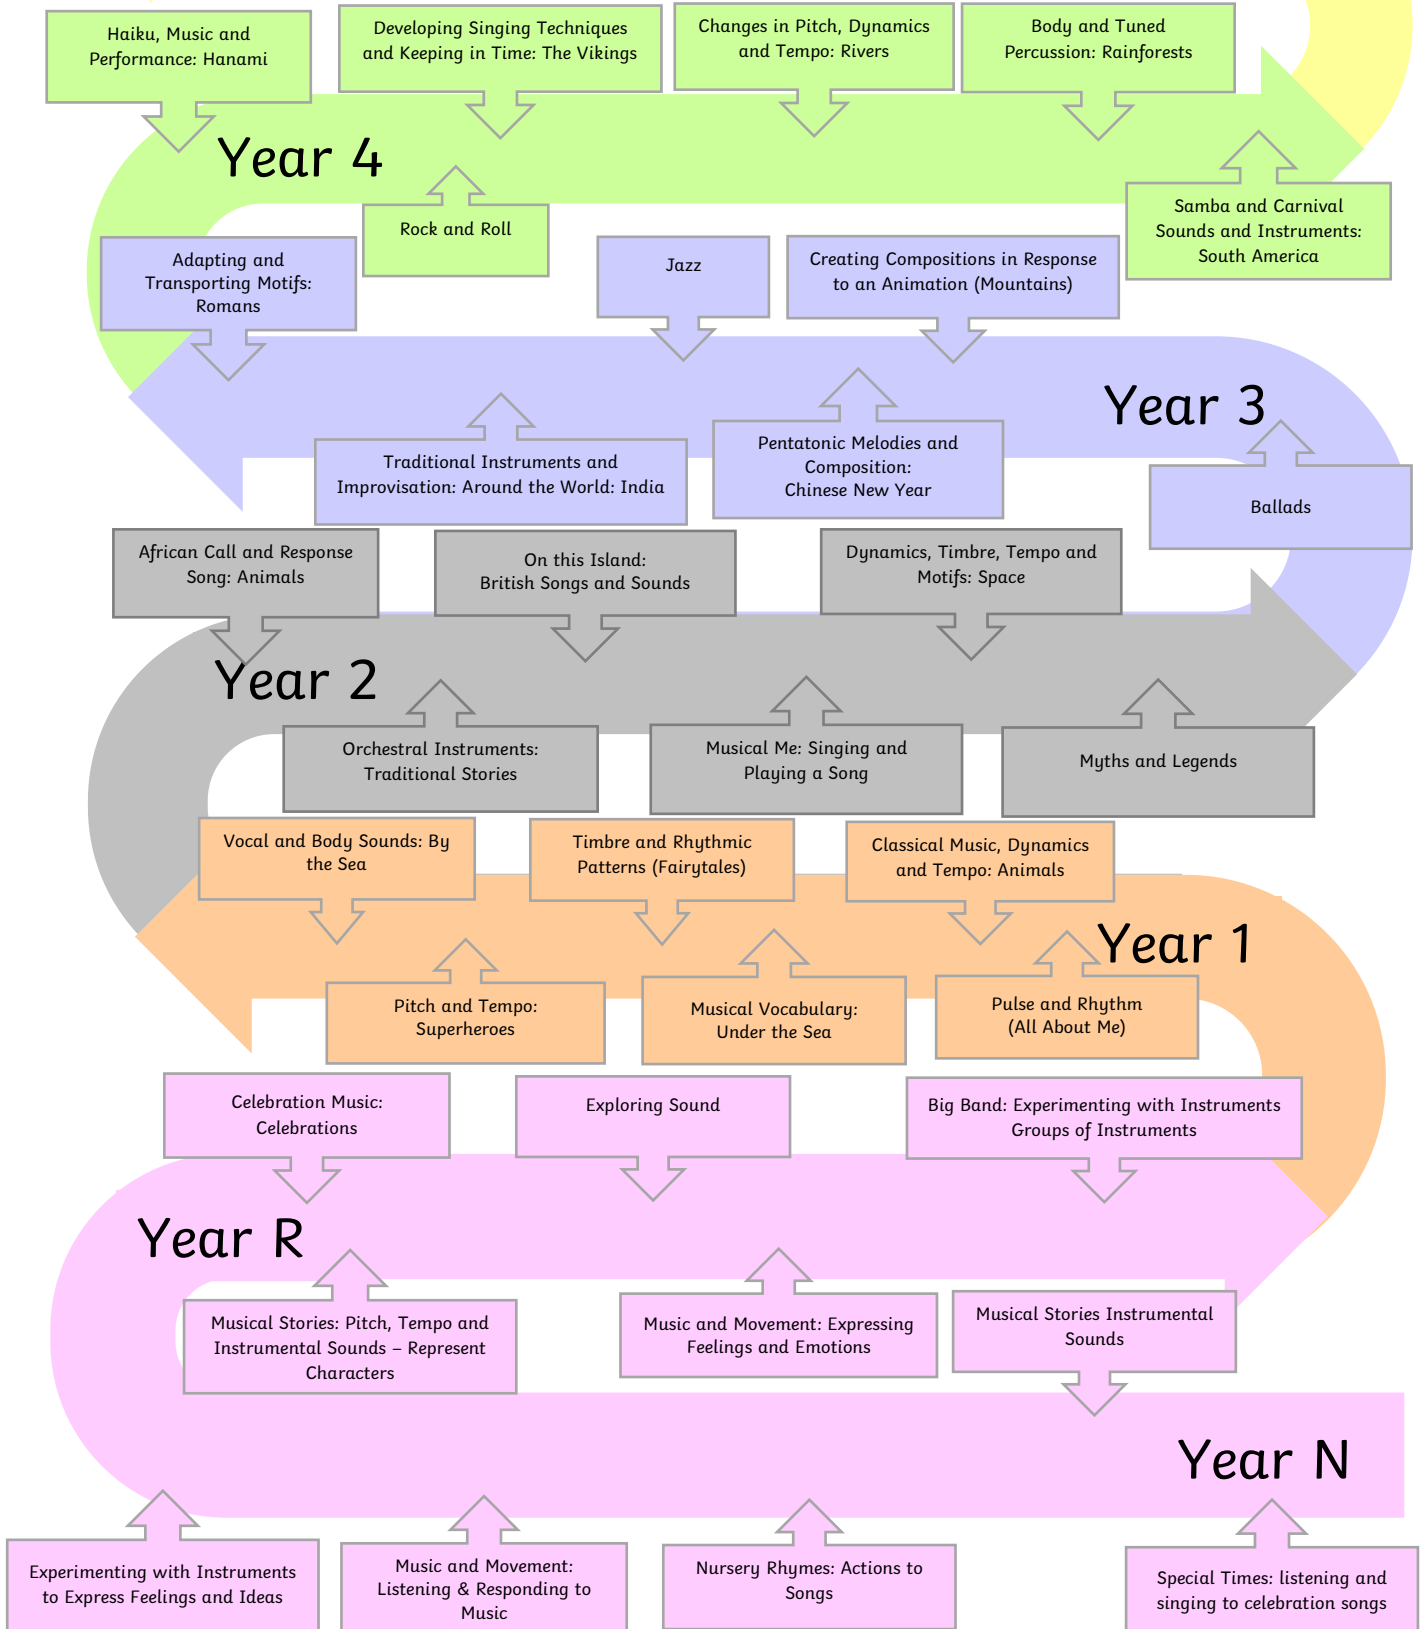 Haiku, Music and
Performance: Hanami
Developing Singing Techniques
and Keeping in Time: The Vikings
Changes in Pitch, Dynamics
and Tempo: Rivers
Body and Tuned
Percussion: Rainforests
Year 4
Rock and Roll
Samba and Carnival
Sounds and Instruments:
South America
Adapting and
Transporting Motifs:
Romans
Jazz
Creating Compositions in Response
to an Animation (Mountains)
Year 3
Traditional Instruments and
Improvisation: Around the World: India
Pentatonic Melodies and
Composition:
Chinese New Year
Ballads
African Call and Response
Song: Animals
On this Island:
British Songs and Sounds
Dynamics, Timbre, Tempo and
Motifs: Space
Year 2
Orchestral Instruments:
Traditional Stories
Musical Me: Singing and
Playing a Song
Myths and Legends
Vocal and Body Sounds: By
the Sea
Timbre and Rhythmic
Patterns (Fairytales)
Classical Music, Dynamics
and Tempo: Animals
Year 1
Pitch and Tempo:
Superheroes
Musical Vocabulary:
Under the Sea
Pulse and Rhythm
(All About Me)
Celebration Music:
Celebrations
Exploring Sound
Big Band: Experimenting with Instruments
Groups of Instruments
Year R
Musical Stories: Pitch, Tempo and
Instrumental Sounds – Represent
Characters
Music and Movement: Expressing
Feelings and Emotions
Musical Stories Instrumental
Sounds
Year N
Experimenting with Instruments
to Express Feelings and Ideas
Music and Movement:
Listening & Responding to
Music
Nursery Rhymes: Actions to
Songs
Special Times: listening and
singing to celebration songs